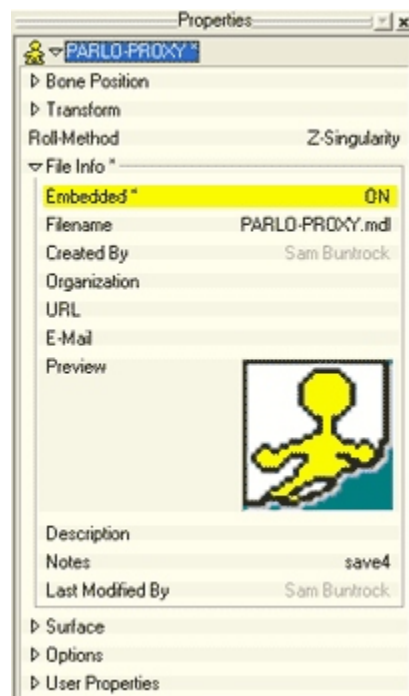 Properties
PARLO-PROXY *
Bone Position
Transform
Roll-Method Z-Singularity
File Info *
Embedded * ON
Filename PARLO-PROXY.mdl
Created By Sam Buntrock
Organization
URL
E-Mail
Preview
Description
Notes save4
Last Modified By Sam Buntrock
Surface
Options
User Properties